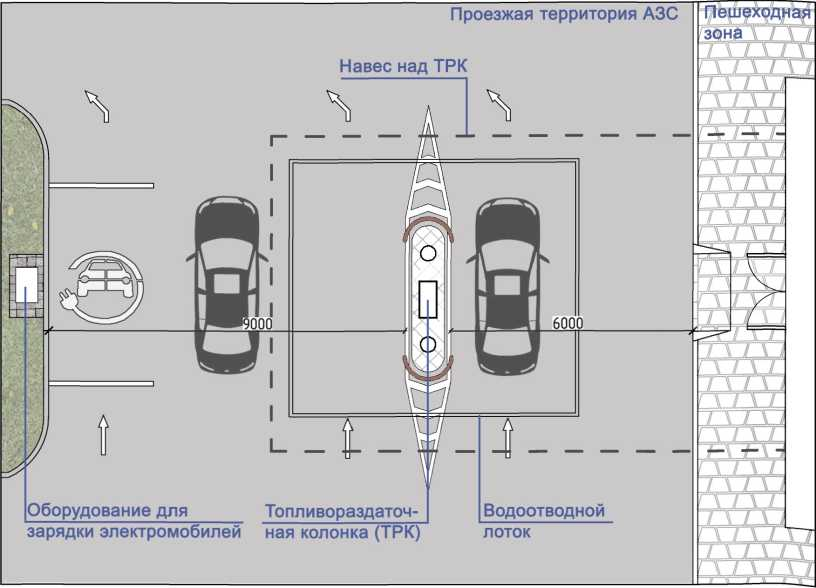 Проезжая территория АЗС
Пешеходная
зона
Навес над ТРК
9000
6000
Оборудование для
зарядки электромобилей
Топливораздаточ-
ная колонка (ТРК)
Водоотводной
лоток